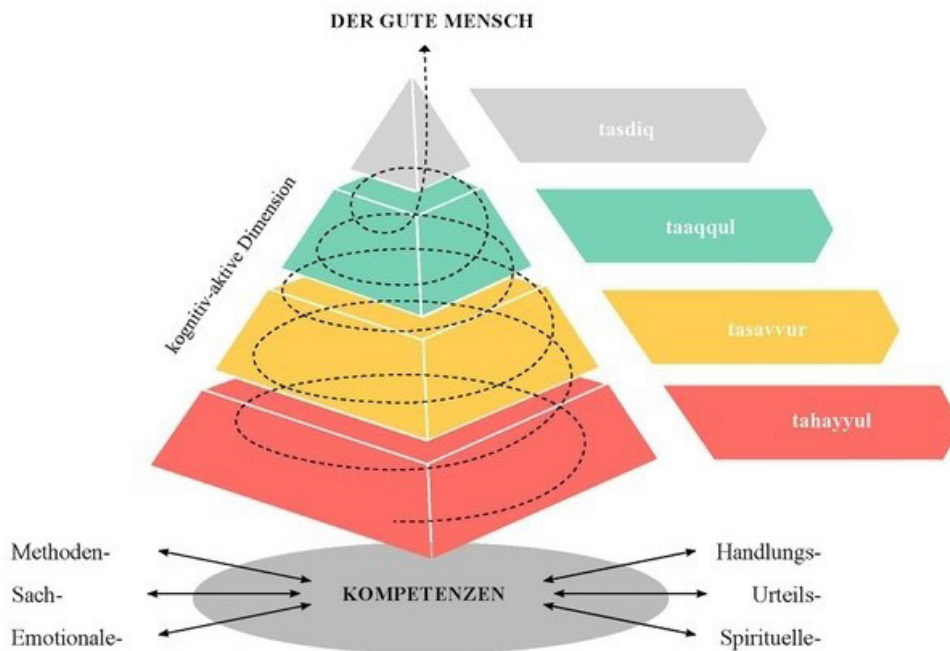 DER GUTE MENSCH
tasdiq
kognitiv-aktive Dimension
taaqqul
tasavvur
tahayyul
Methoden-
Handlungs-
Sach-
KOMPETENZEN
Urteils-
Emotionale-
Spirituelle-